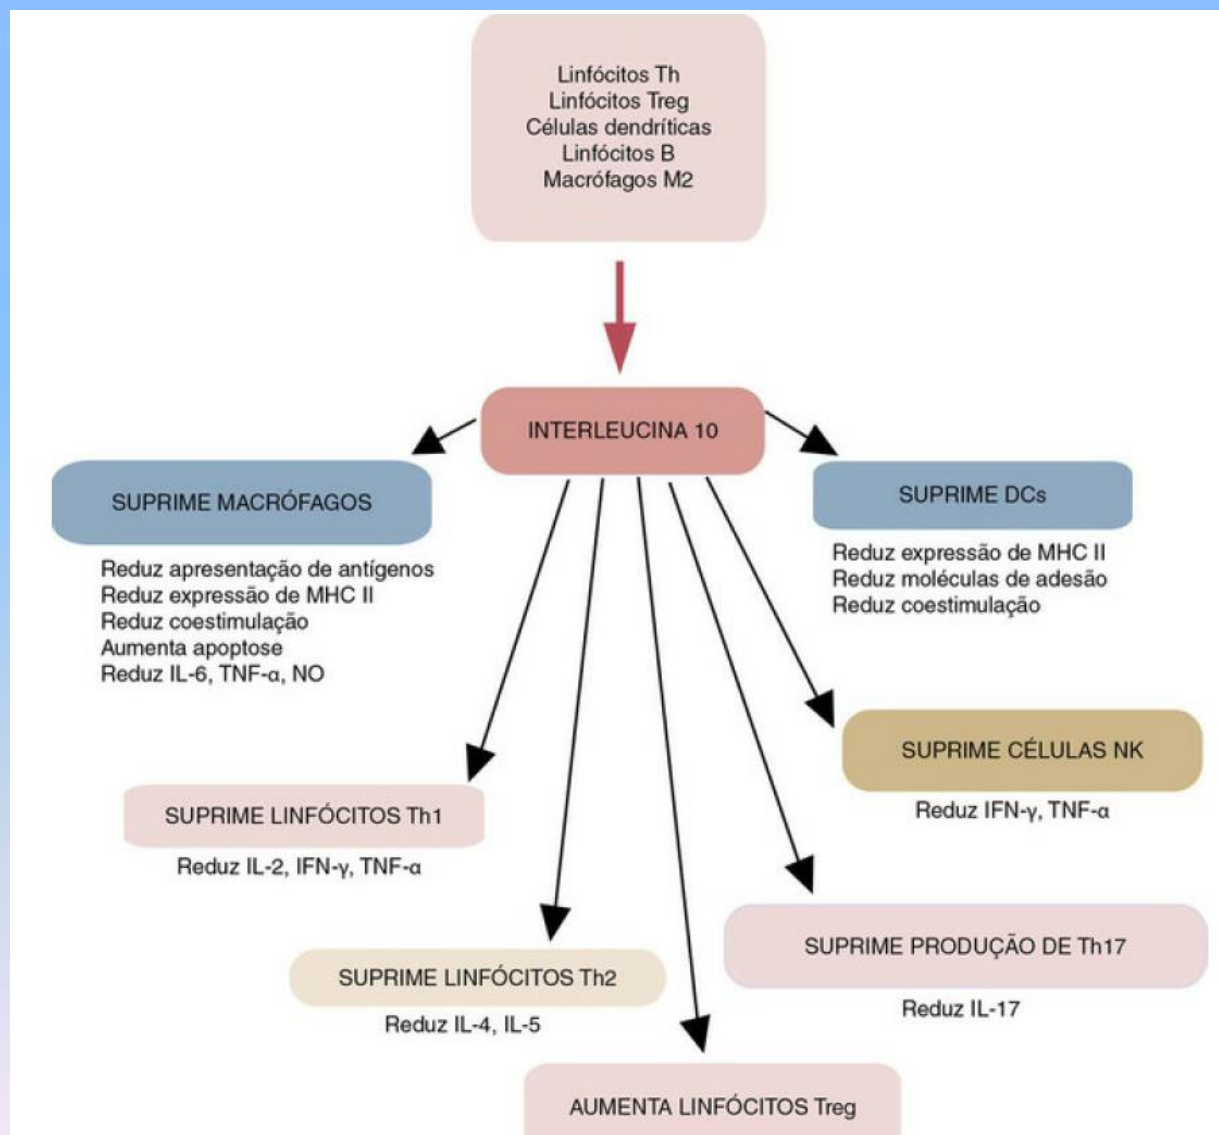 Linfócitos Th
Linfócitos Treg
Células dendríticas
Linfócitos B
Macrófagos M2
INTERLEUCINA 10
SUPRIME MACRÓFAGOS
Reduz apresentação de antígenos
Reduz expressão de MHC II
Reduz coestimulação
Aumenta apoptose
Reduz IL-6, TNF-α, NO
SUPRIME DCs
Reduz expressão de MHC II
Reduz moléculas de adesão
Reduz coestimulação
SUPRIME CÉLULAS NK
Reduz IFN-γ, TNF-α
SUPRIME LINFÓCITOS Th1
Reduz IL-2, IFN-γ, TNF-α
SUPRIME PRODUÇÃO DE Th17
Reduz IL-17
SUPRIME LINFÓCITOS Th2
Reduz IL-4, IL-5
AUMENTA LINFÓCITOS Treg